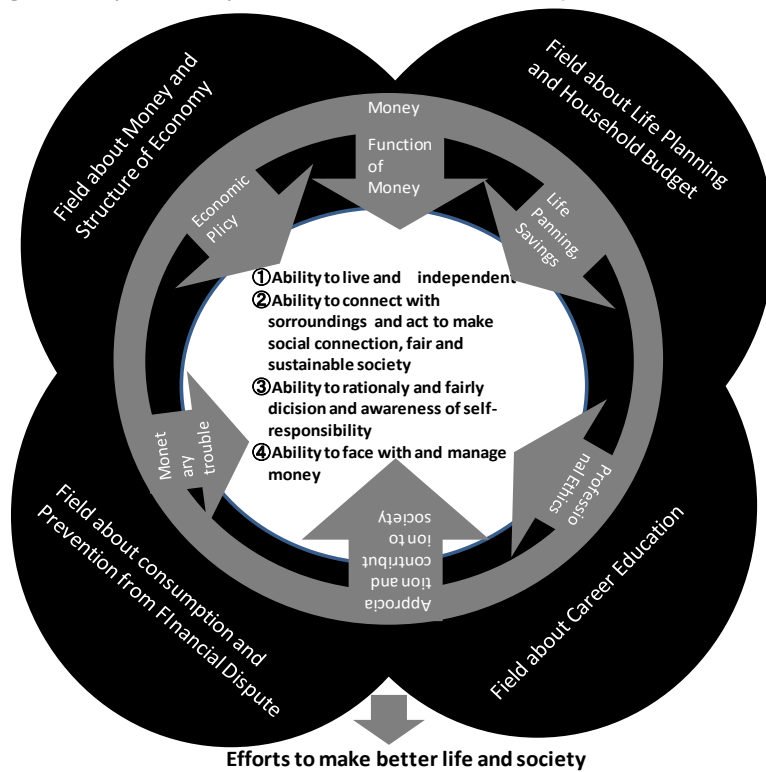 Field about Money and
Structure of Economy
Field about Life Planning
and Household Budget
Money
Function
of
Money
Economic
Plicy
Life
Panning,
Savings
①Ability to live and independent
②Ability to connect with
sorroundings and act to make
social connection, fair and
sustainable society
③Ability to rationaly and fairly
dicision and awareness of self-
responsibility
④Ability to face with and manage
money
Monet
ary
trouble
Professio
nal Ethics
Approcia
tion and
contribut
ion to
society
Field about consumption and
Prevention from FInancial Dispute
Field about Career Education
Efforts to make better life and society